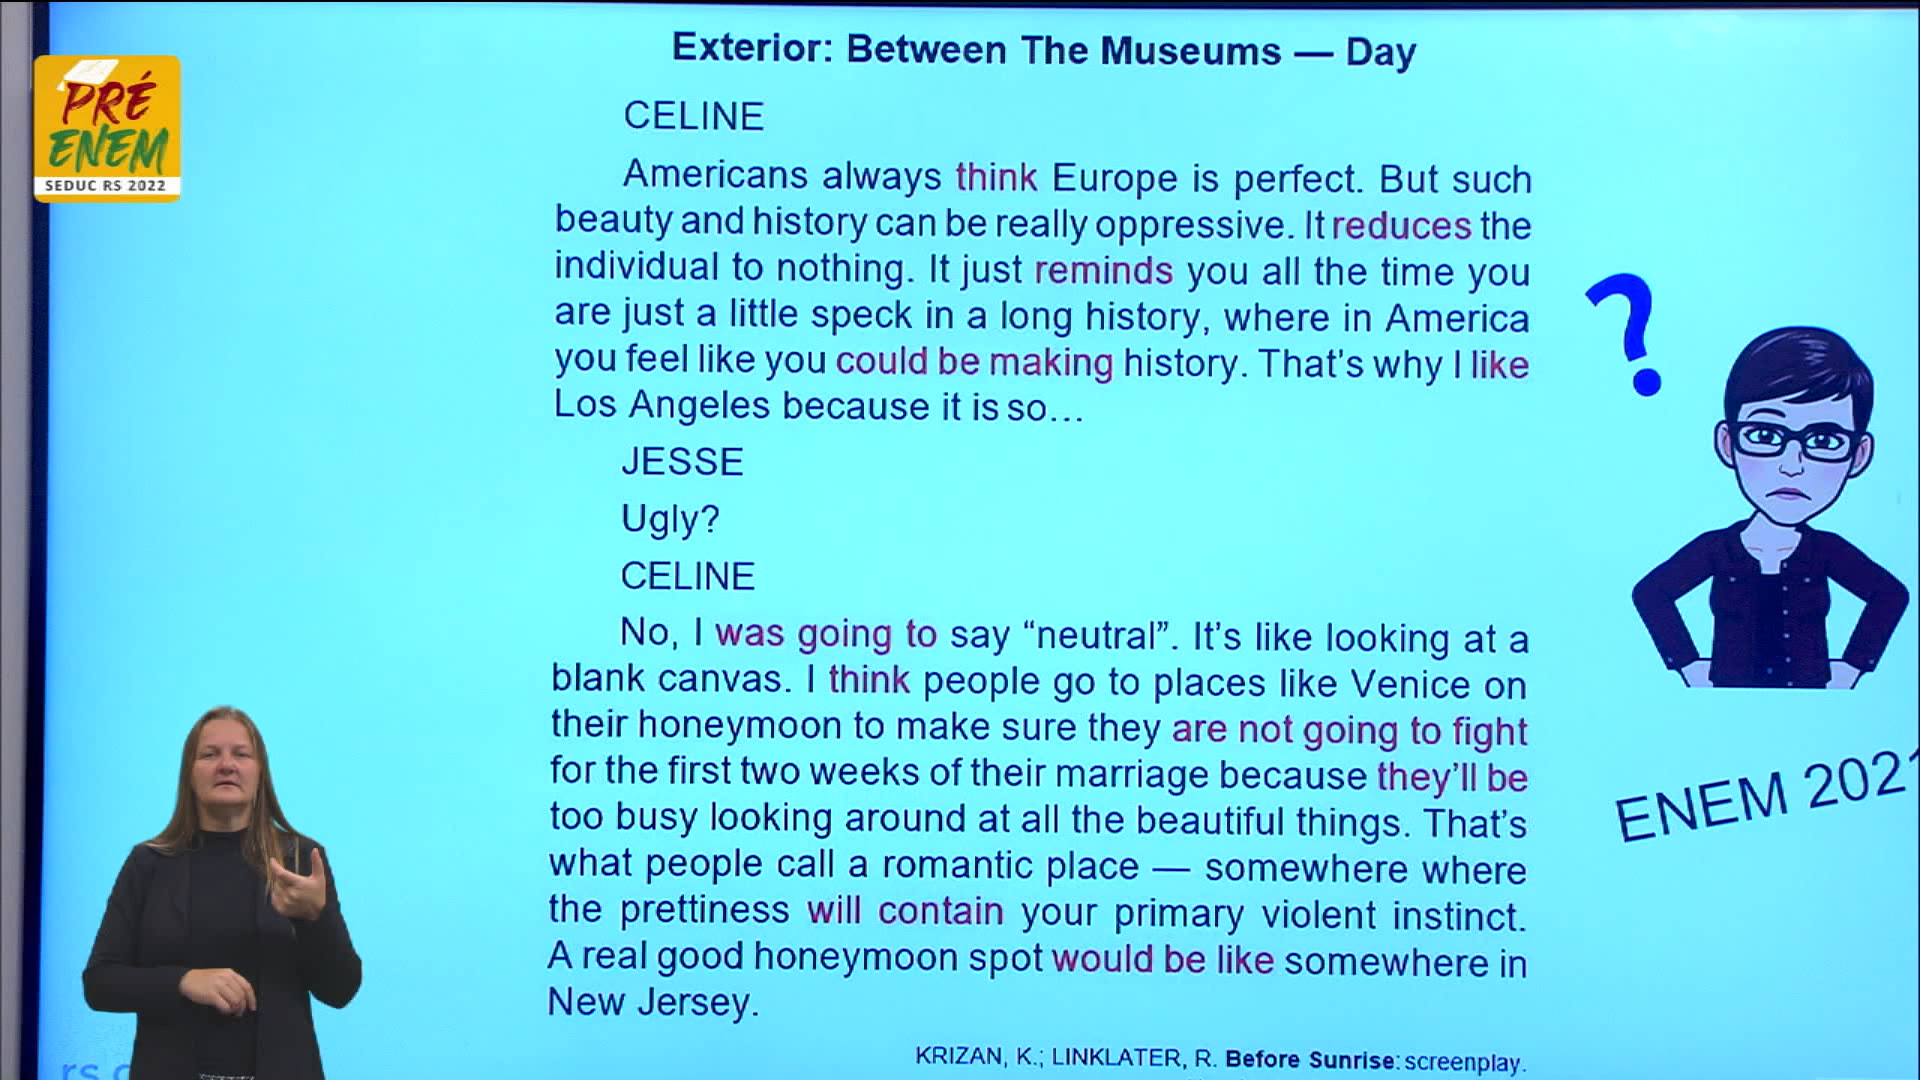 PRÉ
ENEM
SEDUC RS 2022
Exterior: Between The Museums — Day
CELINE
Americans always think Europe is perfect. But such
beauty and history can be really oppressive. It reduces the
individual to nothing. It just reminds you all the time you
are just a little speck in a long history, where in America
you feel like you could be making history. That's why I like
Los Angeles because it is so…
JESSE
Ugly?
CELINE
No, I was going to say “neutral”. It’s like looking at a
blank canvas. I think people go to places like Venice on
their honeymoon to make sure they are not going to fight
for the first two weeks of their marriage because they’ll be
too busy looking around at all the beautiful things. That’s
what people call a romantic place — somewhere where
the prettiness will contain your primary violent instinct.
A real good honeymoon spot would be like somewhere in
New Jersey.
KRIZAN, K.; LINKLATER, R. Before Sunrise: screenplay.
?
ENEM 2021